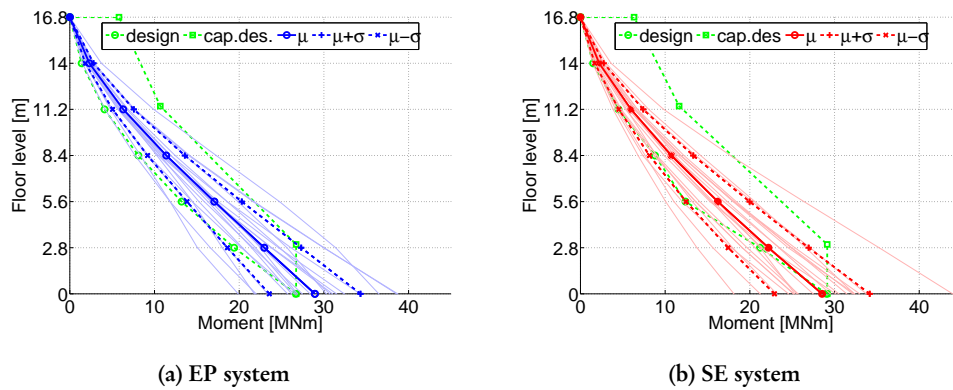 16.8
design cap.des. μ μ+σ μ−σ
14
11.2
8.4
5.6
2.8
0
0 10 20 30 40
Floor level [m]
Moment [MNm]
(a) EP system
16.8
design cap.des μ μ+σ μ−σ
14
11.2
8.4
5.6
2.8
0
0 10 20 30 40
Floor level [m]
Moment [MNm]
(b) SE system